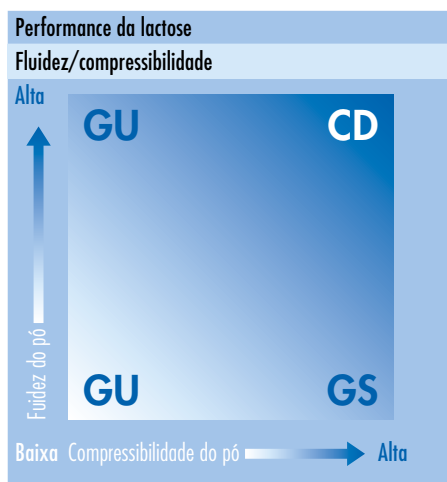 Performance da lactose
Fluidez/compressibilidade
Alta
GU CD
Fuidez do pó
GU GS
Baixa Compressibilidade do pó Alta